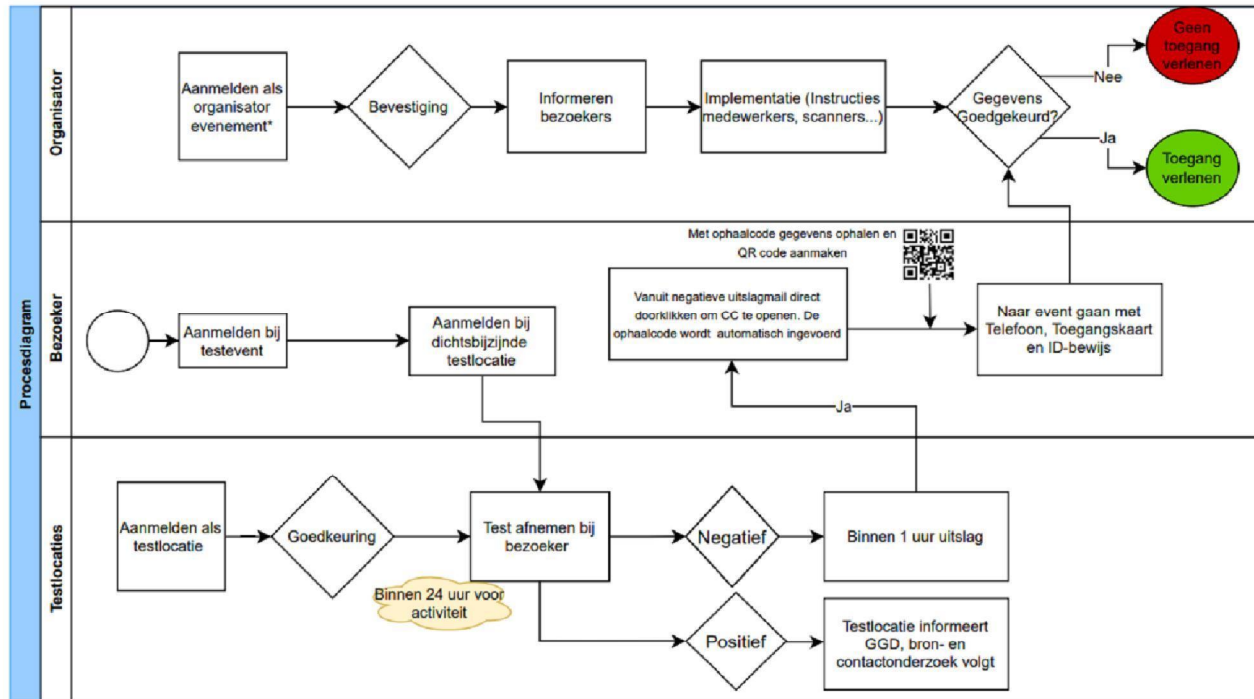 Procesdiagram
Organisator
Aanmelden als
organisator
evenement*
Bevestiging
Informeren
bezoekers
Implementatie (Instructies
medewerkers, scanners...)
Gegevens
Goedgekeurd?
Nee
Geen
toegang
verlenen
Ja
Toegang
verlenen
Bezoeker
Aanmelden bij
testevent
Aanmelden bij
dichtsbijzijnde
testlocatie
Met ophaalcode gegevens ophalen en
QR code aanmaken
Vanuit negatieve uitslagmail direct
doorklikken om CC te openen. De
ophaalcode wordt automatisch ingevoerd
Naar event gaan met
Telefoon, Toegangskaart
en ID-bewijs
Ja
Testlocaties
Aanmelden als
testlocatie
Goedkeuring
Test afnemen bij
bezoeker
Binnen 24 uur voor
activiteit
Negatief
Binnen 1 uur uitslag
Positief
Testlocatie informeert
GGD, bron- en
contactonderzoek volgt